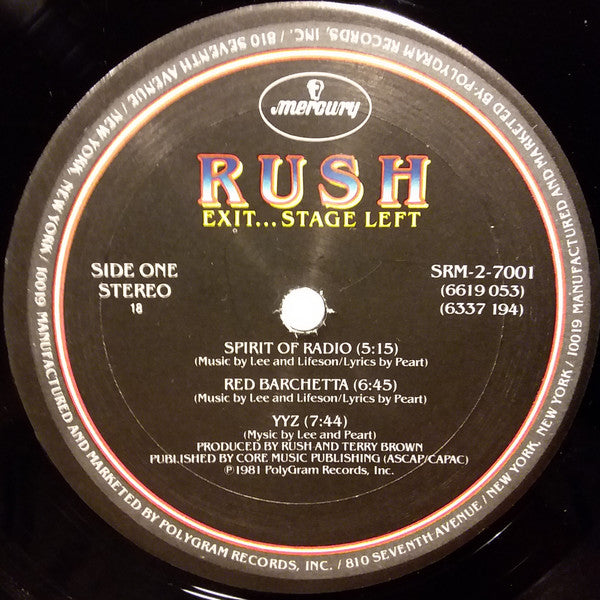 mercury
RUSH
EXIT...STAGE LEFT
SIDE ONE
STEREO
18
SRM-2-7001
(6619 053)
(6337 194)
SPIRIT OF RADIO (5:15)
(Music by Lee and Lifeson/Lyrics by Peart)
RED BARCHETTA (6:45)
(Music by Lee and Lifeson/Lyrics by Peart)
YYZ (7:44)
(Mysic by Lee and Peart)
PRODUCED BY RUSH AND TERRY BROWN
PUBLISHED BY CORE MUSIC PUBLISHING (ASCAP/CAPAC)
℗1981 PolyGram Records, Inc.
MANUFACTURED AND MARKETED BY POLYGRAM RECORDS, INC. / 810 SEVENTH AVENUE / NEW YORK, NEW YORK / 10019
MANUFACTURED AND MARKETED BY POLYGRAM RECORDS, INC. / 810 SEVENTH AVENUE / NEW YORK, NEW YORK / 10019